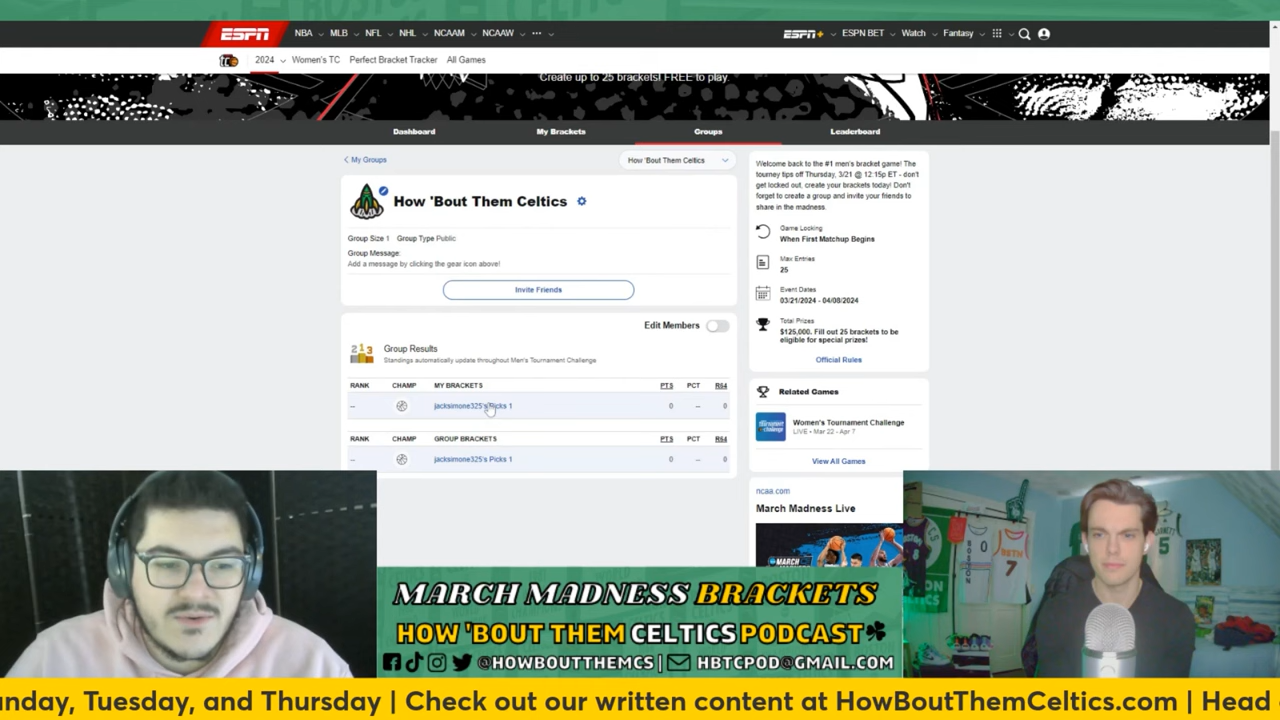 BOSTON CELTICS
ESPN NBA MLB NFL NHL NCAAM NCAAW ••• ESPN+ ESPN BET Watch Fantasy
2024 Women's TC Perfect Bracket Tracker All Games
Create up to 25 brackets! FREE to play.
Dashboard My Brackets Groups Leaderboard
My Groups How 'Bout Them Celtics
How 'Bout Them Celtics
Group Size 1 Group Type Public
Group Message:
Add a message by clicking the gear icon above!
Invite Friends
Edit Members
2 1 3
Group Results
Standings automatically update throughout Men's Tournament Challenge
RANK CHAMP MY BRACKETS PTS PCT R64
-- jacksimone325's Picks 1 0 -- 0
RANK CHAMP GROUP BRACKETS PTS PCT R64
-- jacksimone325's Picks 1 0 -- 0
Welcome back to the #1 men's bracket game! The
tourney tips off Thursday, 3/21 @ 12:15p ET - don't
get locked out, create your brackets today! Don't
forget to create a group and invite your friends to
share in the madness.
Game Locking
When First Matchup Begins
Max Entries
25
Event Dates
03/21/2024 - 04/08/2024
Total Prizes
$125,000. Fill out 25 brackets to be
eligible for special prizes!
Official Rules
Related Games
Women's Tournament Challenge
LIVE • Mar 22 - Apr 7
View All Games
ncaa.com
March Madness Live
0
7
5
MARCH MADNESS BRACKETS
HOW 'BOUT THEM CELTICS PODCAST
@HOWBOUTTHEMCS | HBTCPOD@GMAIL.COM
nday, Tuesday, and Thursday | Check out our written content at HowBoutThemCeltics.com | Head